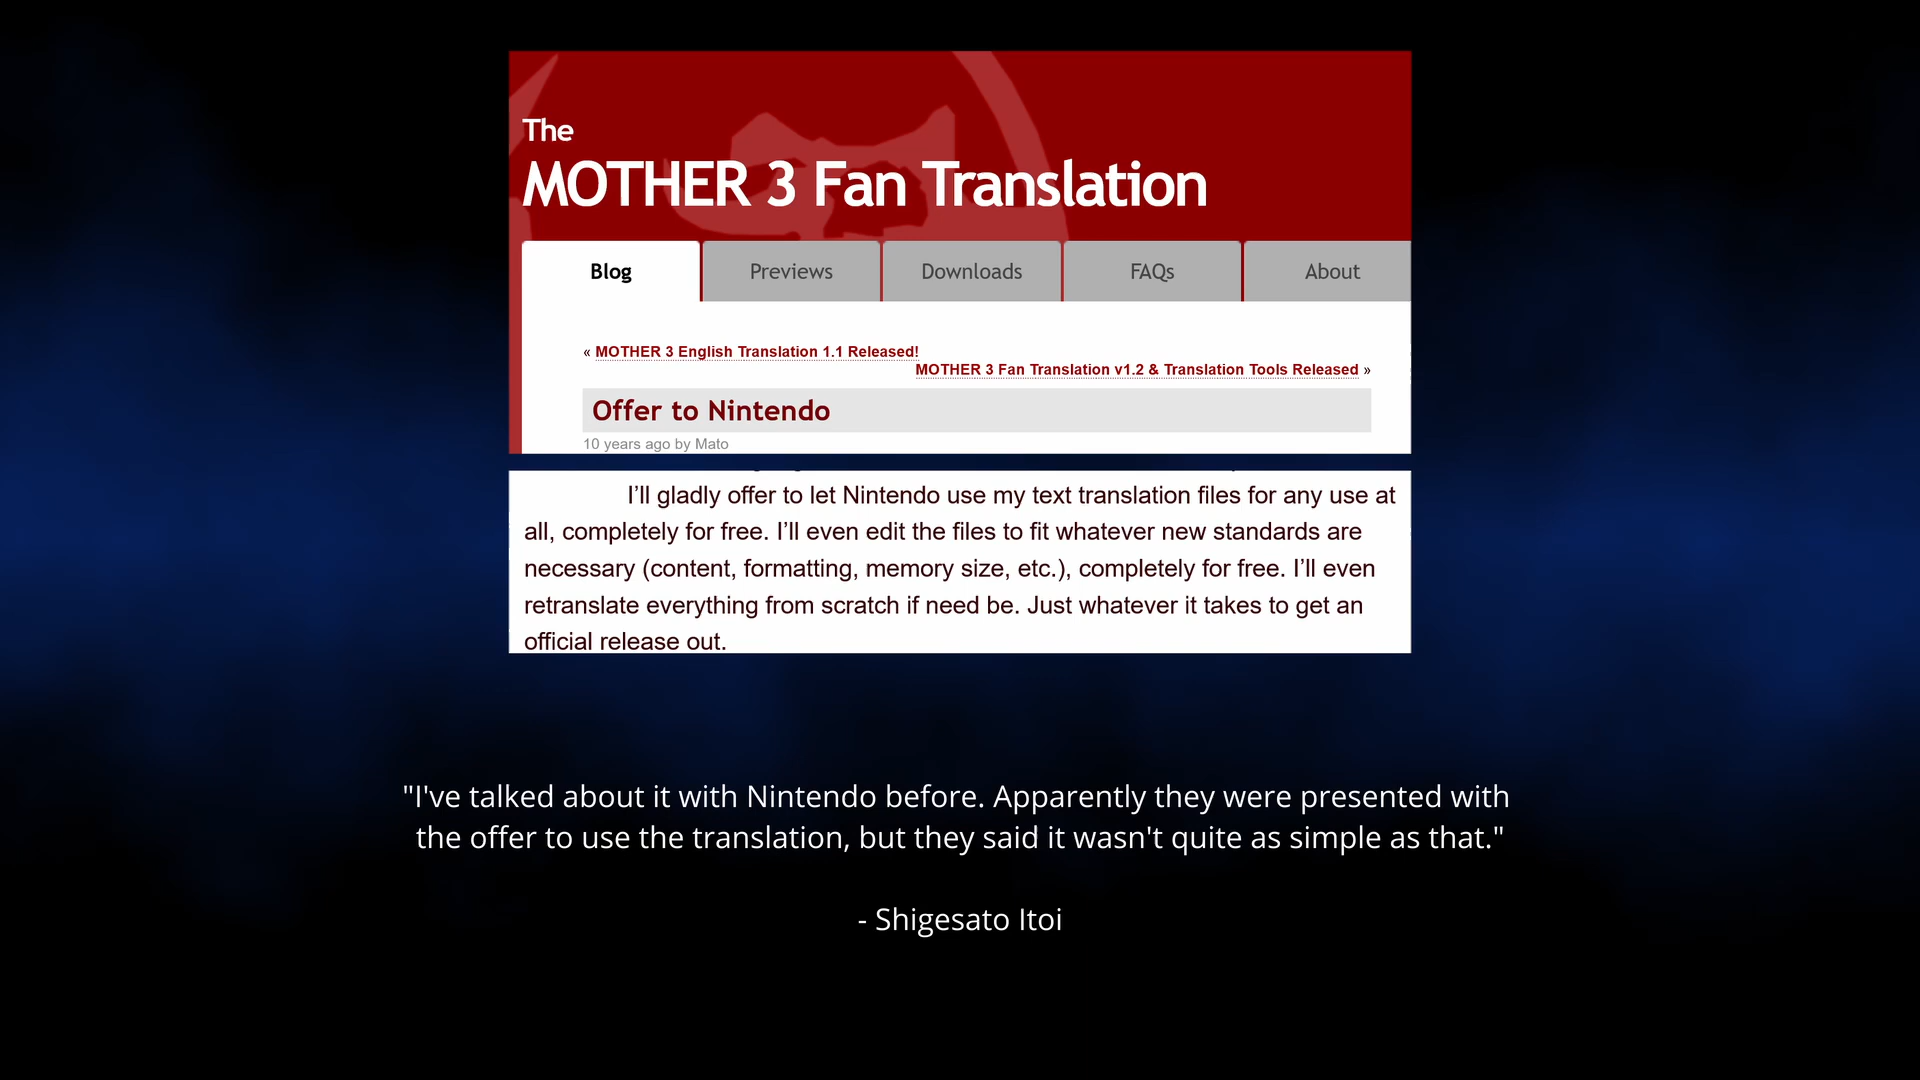 The
MOTHER 3 Fan Translation
Blog
Previews
Downloads
FAQs
About
« MOTHER 3 English Translation 1.1 Released!
MOTHER 3 Fan Translation v1.2 & Translation Tools Released »
Offer to Nintendo
10 years ago by Mato
I’ll gladly offer to let Nintendo use my text translation files for any use at
all, completely for free. I’ll even edit the files to fit whatever new standards are
necessary (content, formatting, memory size, etc.), completely for free. I’ll even
retranslate everything from scratch if need be. Just whatever it takes to get an
official release out.
"I've talked about it with Nintendo before. Apparently they were presented with
the offer to use the translation, but they said it wasn't quite as simple as that."
- Shigesato Itoi